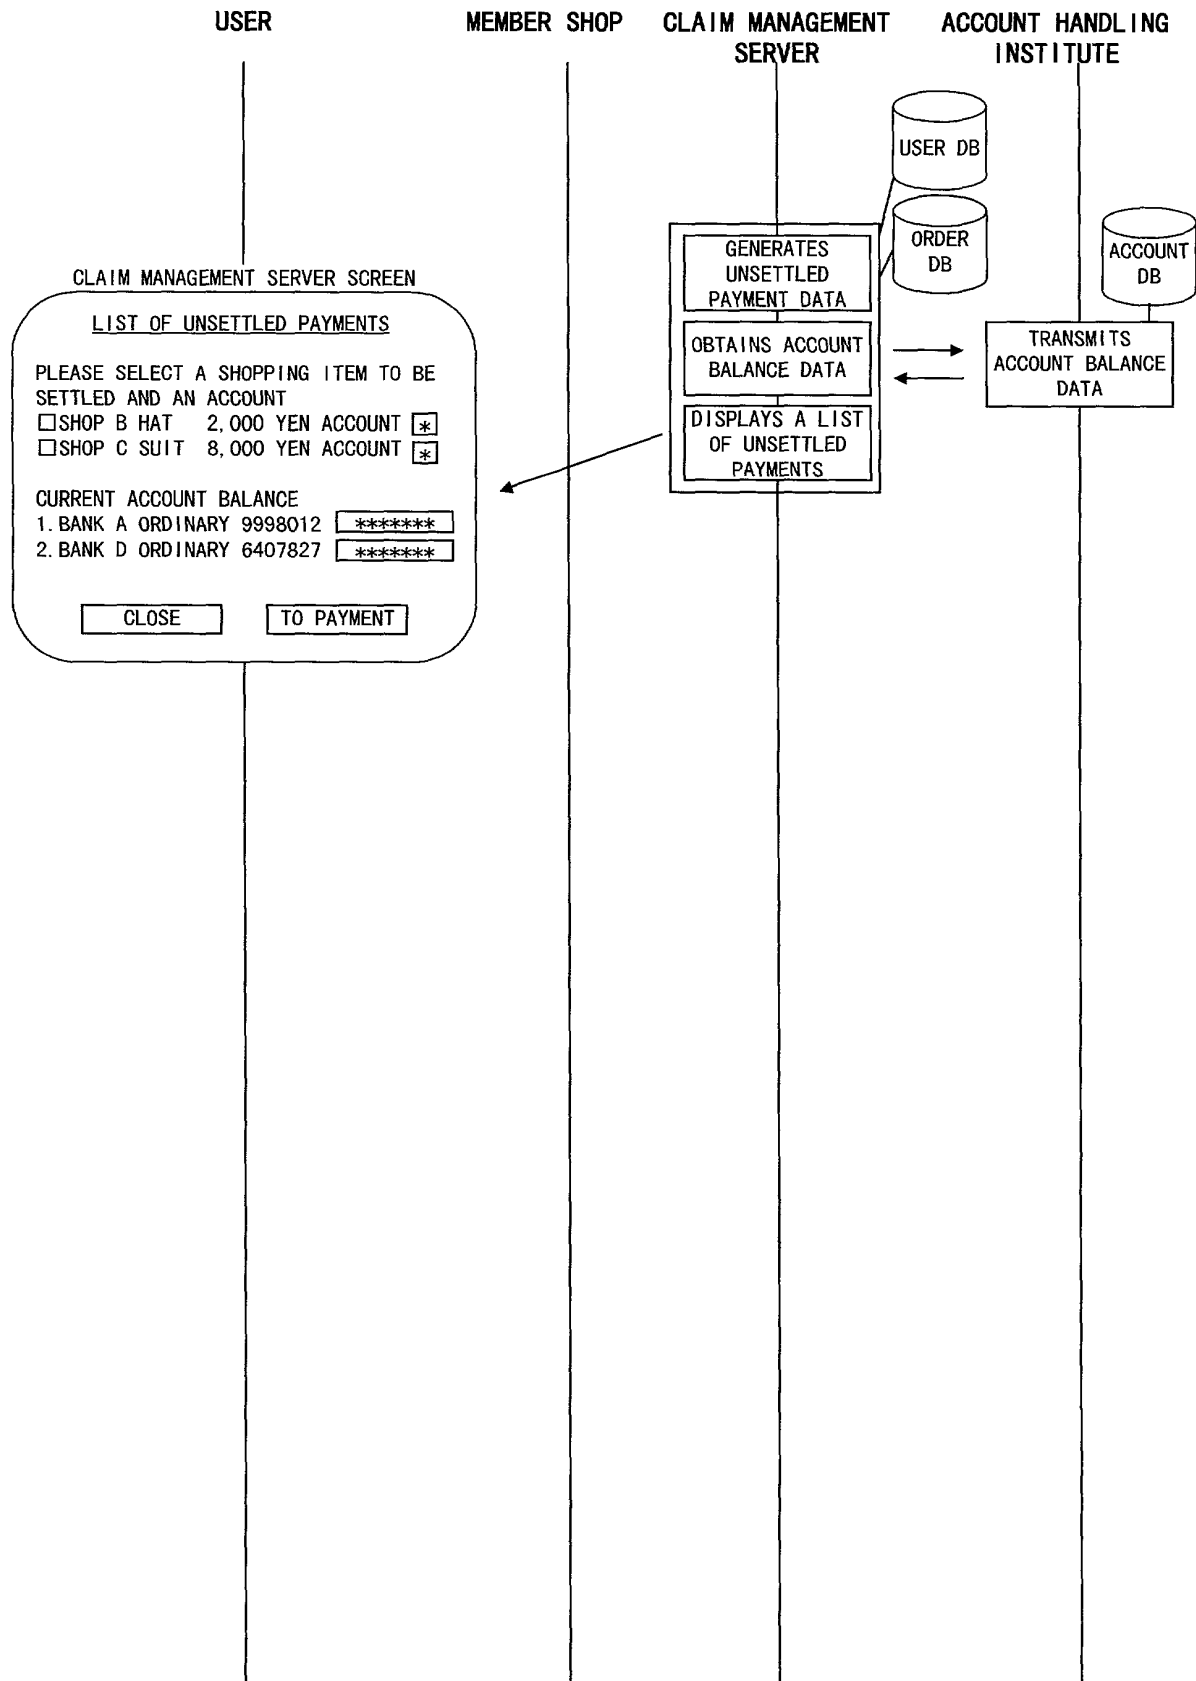 USER
MEMBER SHOP
CLAIM MANAGEMENT
SERVER
ACCOUNT HANDLING
INSTITUTE
USER DB
ORDER
DB
ACCOUNT
DB
GENERATES
UNSETTLED
PAYMENT DATA
OBTAINS ACCOUNT
BALANCE DATA
DISPLAYS A LIST
OF UNSETTLED
PAYMENTS
TRANSMITS
ACCOUNT BALANCE
DATA
CLAIM MANAGEMENT SERVER SCREEN
LIST OF UNSETTLED PAYMENTS
PLEASE SELECT A SHOPPING ITEM TO BE
SETTLED AND AN ACCOUNT
□SHOP B HAT 2,000 YEN ACCOUNT *
□SHOP C SUIT 8,000 YEN ACCOUNT *
CURRENT ACCOUNT BALANCE
1. BANK A ORDINARY 9998012 *******
2. BANK D ORDINARY 6407827 *******
CLOSE
TO PAYMENT